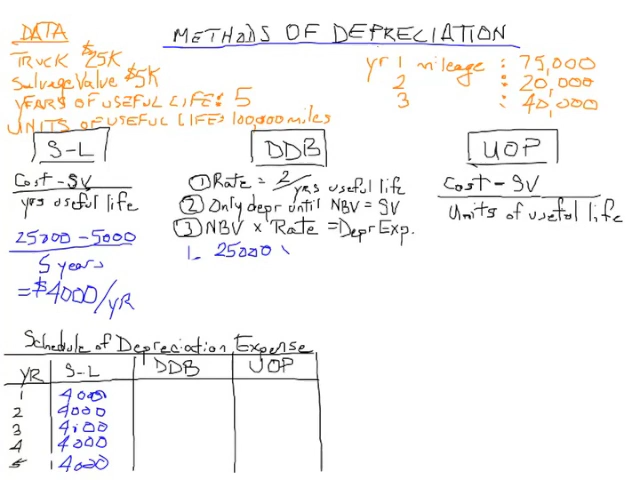 DATA
METHODS OF DEPRECIATION
TRUCK $25K
Salvage Value $5K
YEARS OF USEFUL LIFE: 5
UNITS OF USEFUL LIFE: 100,000 miles
yr 1 mileage : 75,000
2 : 20,000
3 : 40,000
S-L
Cost - SV
yrs useful life
25000 - 5000
5 years
= $4000/YR
DDB
① Rate = 2/yrs useful life
② Only depr until NBV = SV
③ NBV x Rate = Depr Exp.
1. 25000
UOP
Cost - SV
Units of useful life
Schedule of Depreciation Expense
YR S-L DDB UOP
1 4000
2 4000
3 4000
4 4000
5 4000